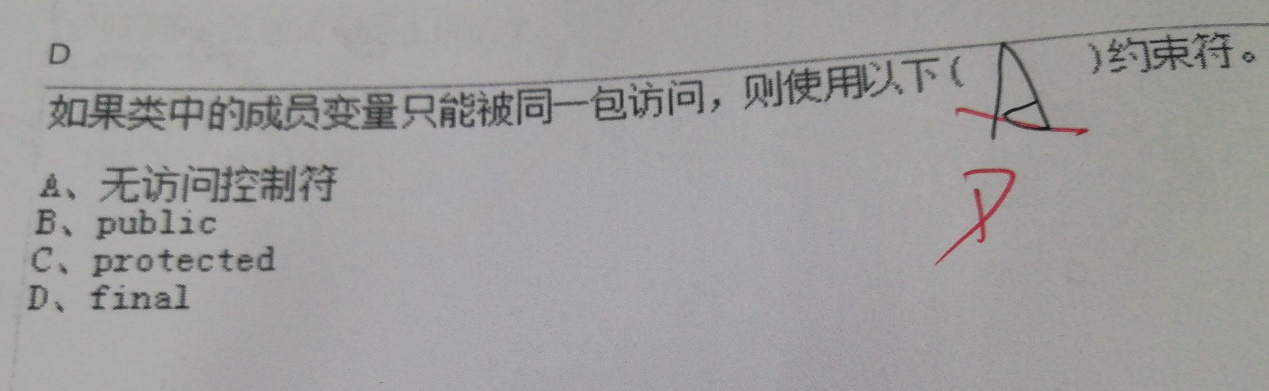 D
如果类中的成员变量只能被同一包访问，则使用以下( A )约束符。
D
A、无访问控制符
B、public
C、protected
D、final